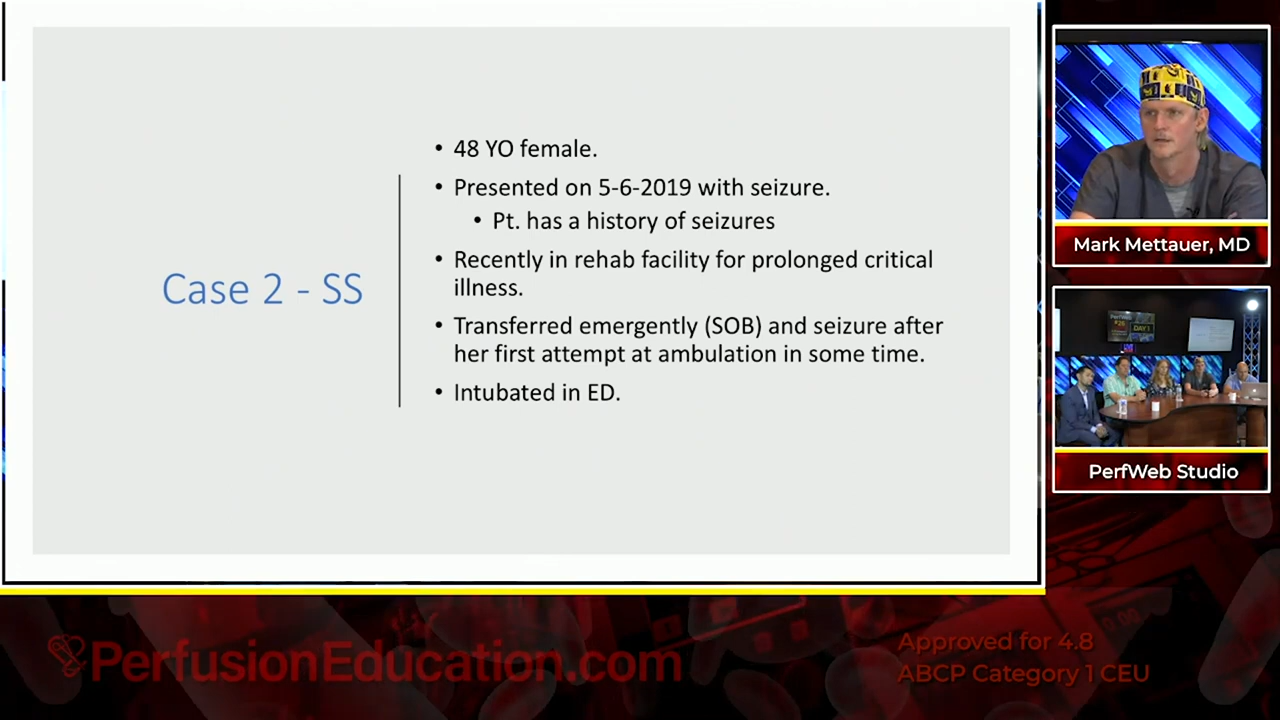 Case 2 - SS
• 48 YO female.
• Presented on 5-6-2019 with seizure.
• Pt. has a history of seizures
• Recently in rehab facility for prolonged critical
illness.
• Transferred emergently (SOB) and seizure after
her first attempt at ambulation in some time.
• Intubated in ED.
Mark Mettauer, MD
DAY 1
PerfWeb Studio
PerfusionEducation.com
Approved for 4.8
ABCP Category 1 CEU